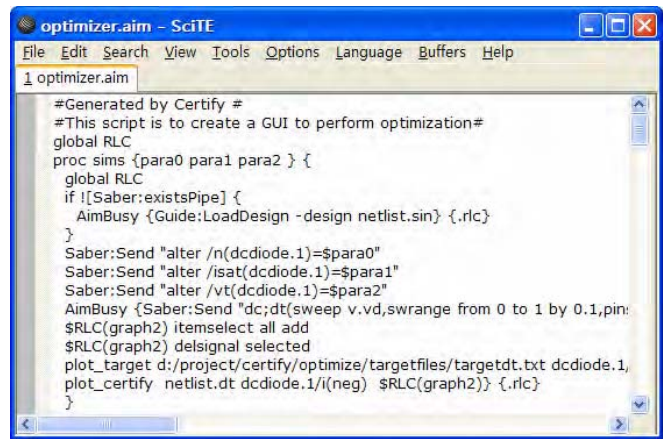 optimizer.aim - SciTE
File Edit Search View Tools Options Language Buffers Help
1 optimizer.aim
#Generated by Certify #
#This script is to create a GUI to perform optimization#
global RLC
proc sims {para0 para1 para2 } {
global RLC
if ![Saber:existsPipe] {
AimBusy {Guide:LoadDesign -design netlist.sin} {.rlc}
}
Saber:Send "alter /n(dcdiode.1)=$para0"
Saber:Send "alter /isat(dcdiode.1)=$para1"
Saber:Send "alter /vt(dcdiode.1)=$para2"
AimBusy {Saber:Send "dc;dt(sweep v.vd,swrange from 0 to 1 by 0.1,pins
$RLC(graph2) itemselect all add
$RLC(graph2) delsignal selected
plot_target d:/project/certify/optimize/targetfiles/targetdt.txt dcdiode.1/
plot_certify netlist.dt dcdiode.1/i(neg) $RLC(graph2)} {.rlc}
}